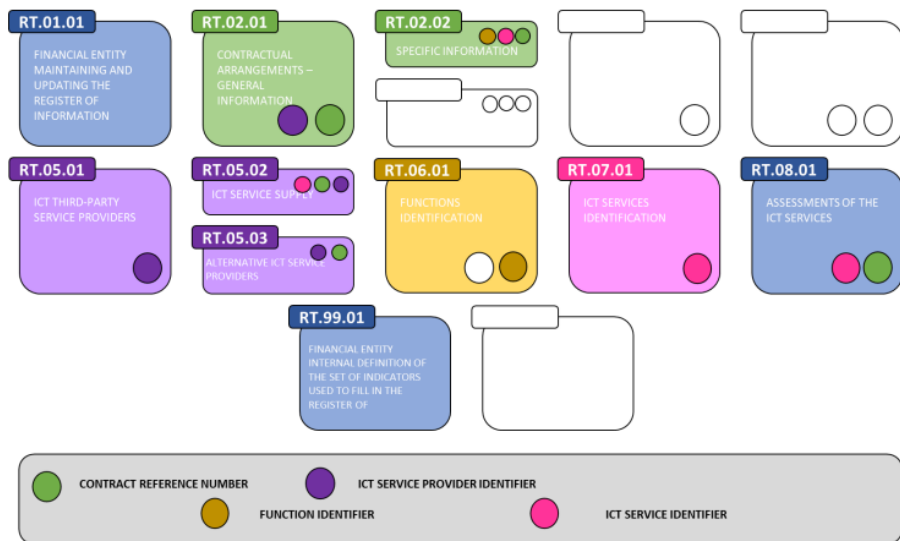 RT.01.01
FINANCIAL ENTITY
MAINTAINING AND
UPDATING THE
REGISTER OF
INFORMATION
RT.02.01
CONTRACTUAL
ARRANGEMENTS –
GENERAL
INFORMATION
RT.02.02
SPECIFIC INFORMATION
RT.05.01
ICT THIRD-PARTY
SERVICE PROVIDERS
RT.05.02
ICT SERVICE SUPPLY
RT.05.03
ALTERNATIVE ICT SERVICE
PROVIDERS
RT.06.01
FUNCTIONS
IDENTIFICATION
RT.07.01
ICT SERVICES
IDENTIFICATION
RT.08.01
ASSESSMENTS OF THE
ICT SERVICES
RT.99.01
FINANCIAL ENTITY
INTERNAL DEFINITION OF
THE SET OF INDICATORS
USED TO FILL IN THE
REGISTER OF
CONTRACT REFERENCE NUMBER
ICT SERVICE PROVIDER IDENTIFIER
FUNCTION IDENTIFIER
ICT SERVICE IDENTIFIER